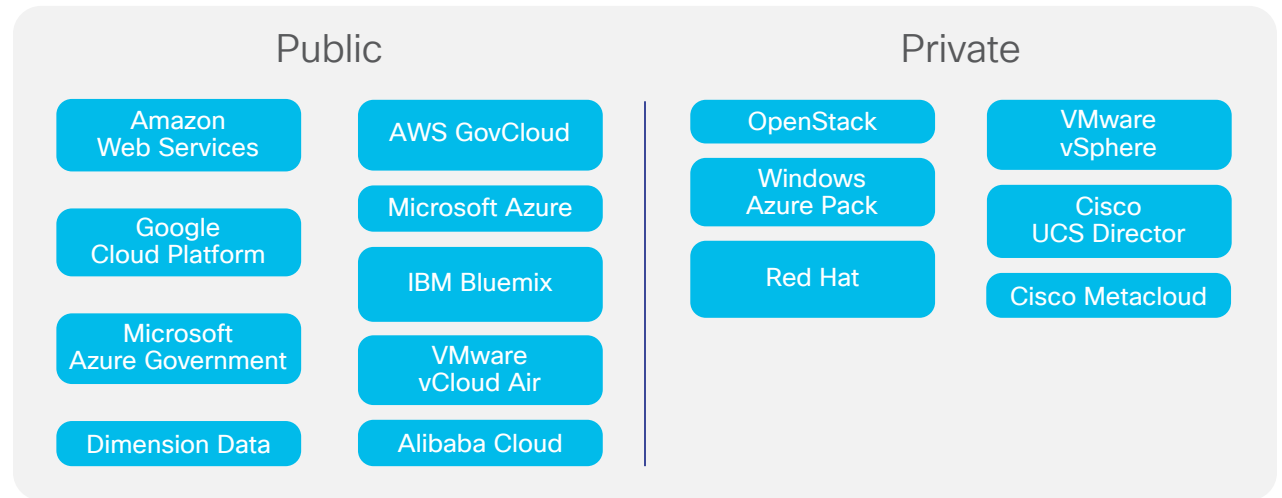 Public
Amazon
Web Services
Google
Cloud Platform
Microsoft
Azure Government
Dimension Data
AWS GovCloud
Microsoft Azure
IBM Bluemix
VMware
vCloud Air
Alibaba Cloud
Private
OpenStack
Windows
Azure Pack
Red Hat
VMware
vSphere
Cisco
UCS Director
Cisco Metacloud